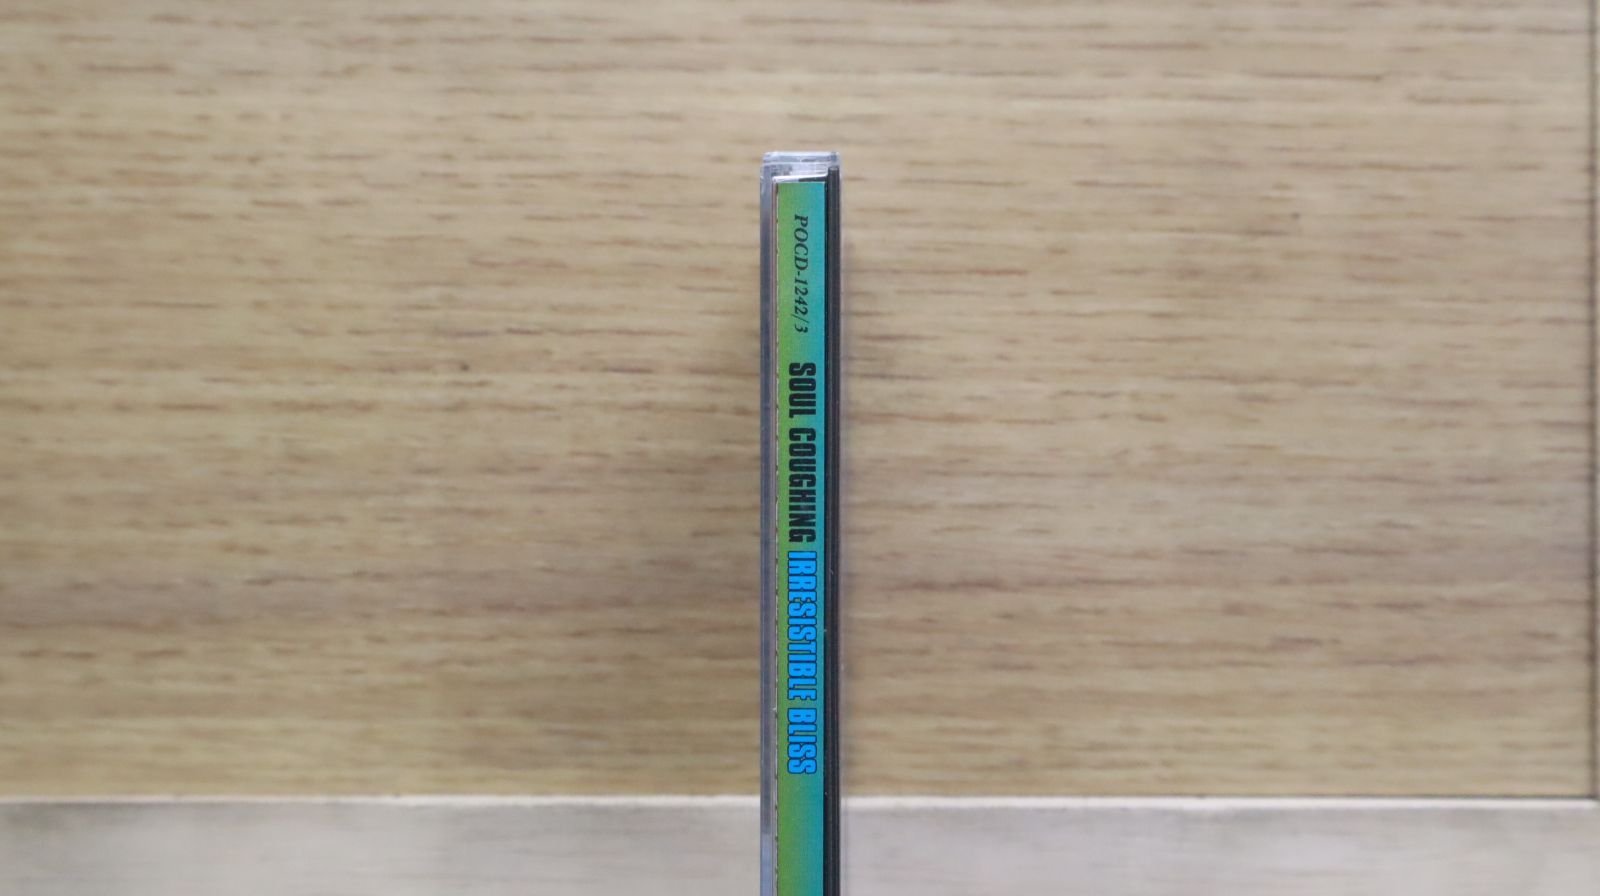 POCD-1242/3 SOUL COUGHING IRRESISTIBLE BLISS